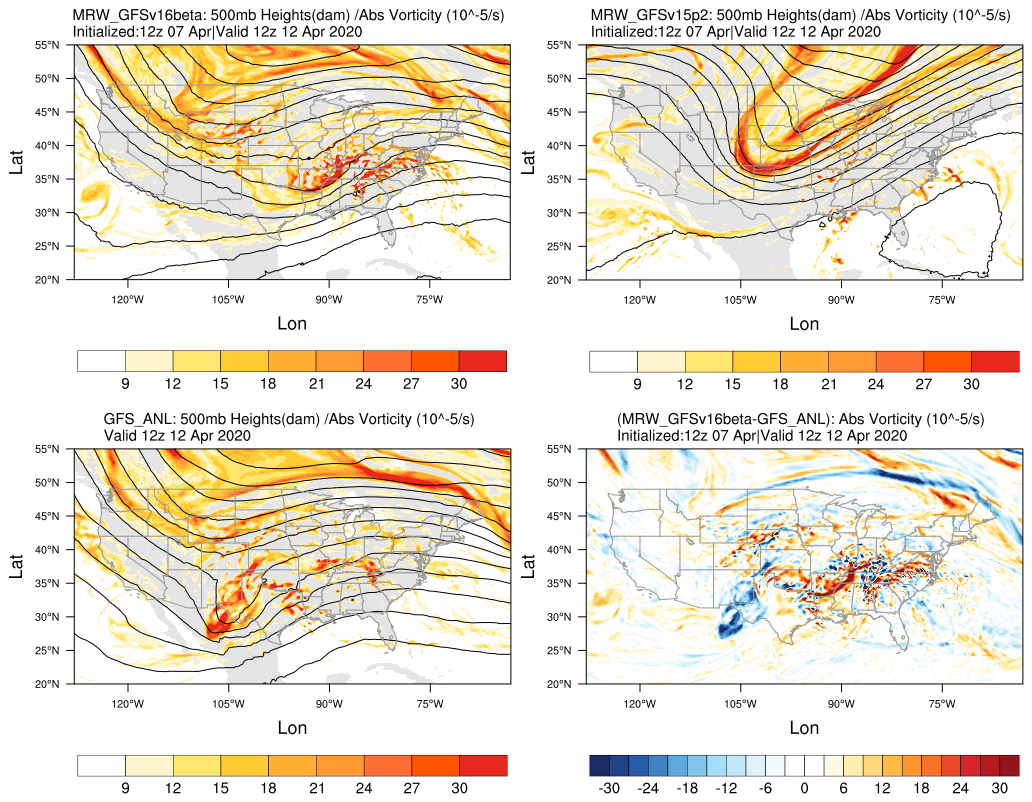 MRW_GFSv16beta: 500mb Heights(dam) /Abs Vorticity (10^-5/s)
Initialized:12z 07 Apr|Valid 12z 12 Apr 2020
55°N
50°N
45°N
40°N
35°N
30°N
25°N
20°N
Lat
120°W 105°W 90°W 75°W
Lon
9 12 15 18 21 24 27 30
MRW_GFSv15p2: 500mb Heights(dam) /Abs Vorticity (10^-5/s)
Initialized:12z 07 Apr|Valid 12z 12 Apr 2020
55°N
50°N
45°N
40°N
35°N
30°N
25°N
20°N
Lat
120°W 105°W 90°W 75°W
Lon
9 12 15 18 21 24 27 30
GFS_ANL: 500mb Heights(dam) /Abs Vorticity (10^-5/s)
Valid 12z 12 Apr 2020
55°N
50°N
45°N
40°N
35°N
30°N
25°N
20°N
Lat
120°W 105°W 90°W 75°W
Lon
9 12 15 18 21 24 27 30
(MRW_GFSv16beta-GFS_ANL): Abs Vorticity (10^-5/s)
Initialized:12z 07 Apr|Valid 12z 12 Apr 2020
55°N
50°N
45°N
40°N
35°N
30°N
25°N
20°N
Lat
120°W 105°W 90°W 75°W
Lon
-30 -24 -18 -12 -6 0 6 12 18 24 30